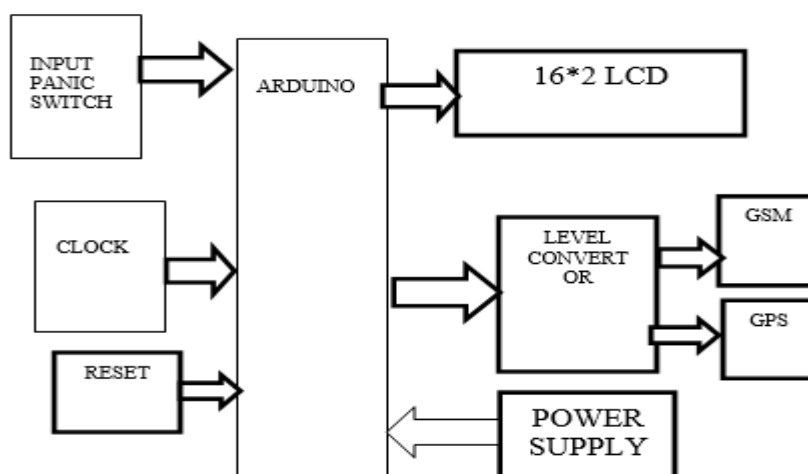 INPUT
PANIC
SWITCH
ARDUINO
16*2 LCD
CLOCK
LEVEL
CONVERT
OR
GSM
GPS
RESET
POWER
SUPPLY